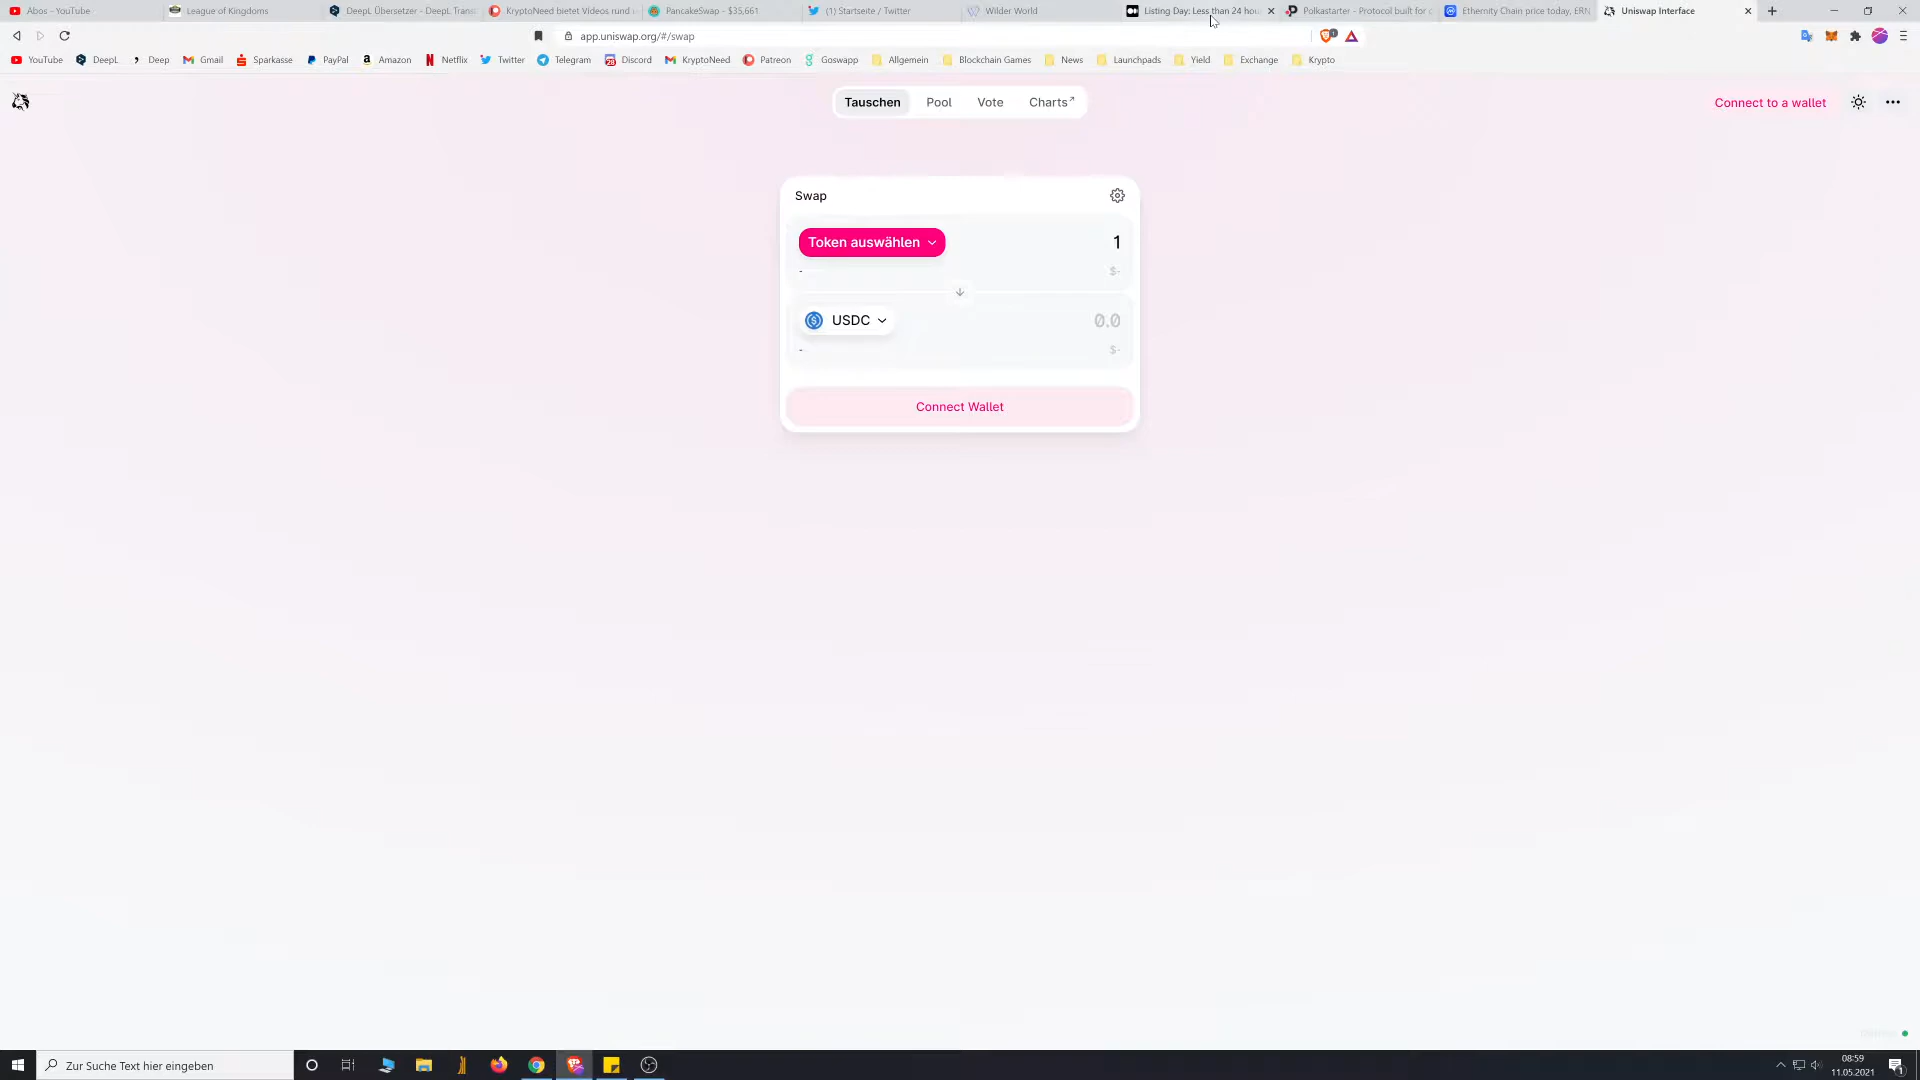 Abos - YouTube
League of Kingdoms
DeepL Übersetzer - DeepL Trans
KryptoNeed bietet Videos rund
PancakeSwap - $35,661
(1) Startseite / Twitter
Wilder World
Listing Day: Less than 24 hou
Polkastarter - Protocol built for c
Ethernity Chain price today, ERN
Uniswap Interface
app.uniswap.org/#/swap
YouTube
DeepL
Deep
Gmail
Sparkasse
PayPal
Amazon
Netflix
Twitter
Telegram
Discord
KryptoNeed
Patreon
Goswapp
Allgemein
Blockchain Games
News
Launchpads
Yield
Exchange
Krypto
Tauschen
Pool
Vote
Charts↗
Connect to a wallet
Swap
Token auswählen
1
-
$-
USDC
0.0
-
$-
Connect Wallet
Zur Suche Text hier eingeben
08:59
11.05.2021